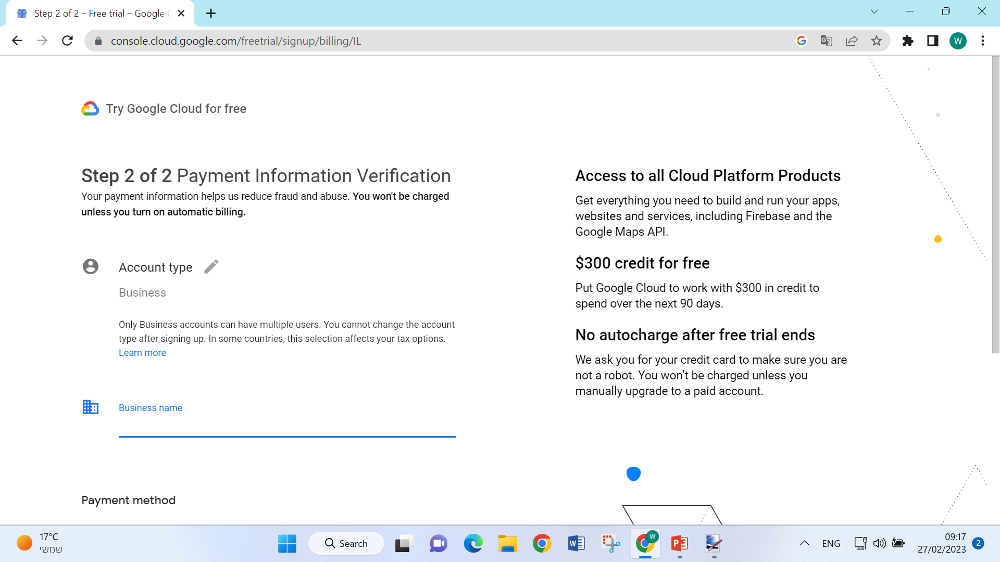 Step 2 of 2 – Free trial – Google
console.cloud.google.com/freetrial/signup/billing/IL
W
Try Google Cloud for free
Step 2 of 2 Payment Information Verification
Your payment information helps us reduce fraud and abuse. You won't be charged
unless you turn on automatic billing.
Account type
Business
Only Business accounts can have multiple users. You cannot change the account
type after signing up. In some countries, this selection affects your tax options.
Learn more
Business name
Payment method
Access to all Cloud Platform Products
Get everything you need to build and run your apps,
websites and services, including Firebase and the
Google Maps API.
$300 credit for free
Put Google Cloud to work with $300 in credit to
spend over the next 90 days.
No autocharge after free trial ends
We ask you for your credit card to make sure you are
not a robot. You won’t be charged unless you
manually upgrade to a paid account.
17°C
שמשי
Search
W
W
P
ENG
09:17
27/02/2023
2